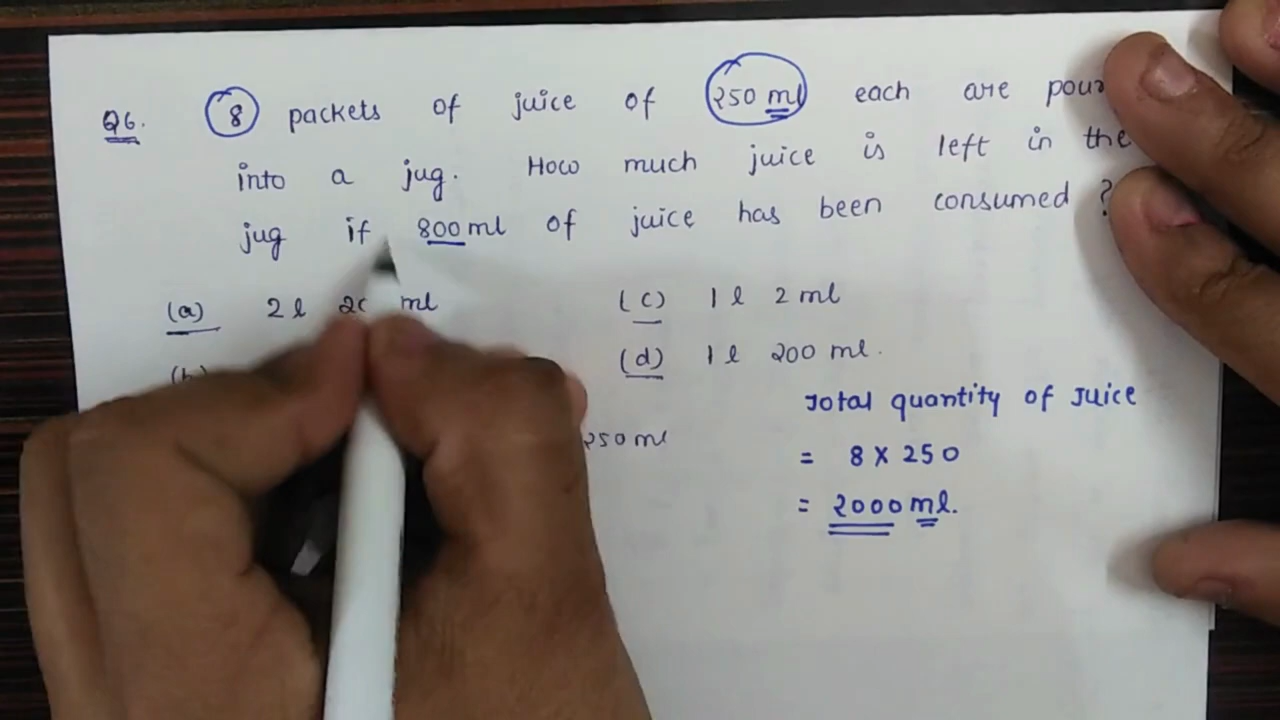 Q6. 8 packets of juice of 250 ml each are pour
into a jug. How much juice is left in the
jug if 800 ml of juice has been consumed ?
(a) 2 l ml
(c) 1 l 2 ml
(d) 1 l 200 ml.
Total quantity of Juice
250 ml
= 8 X 250
= 2000 ml.